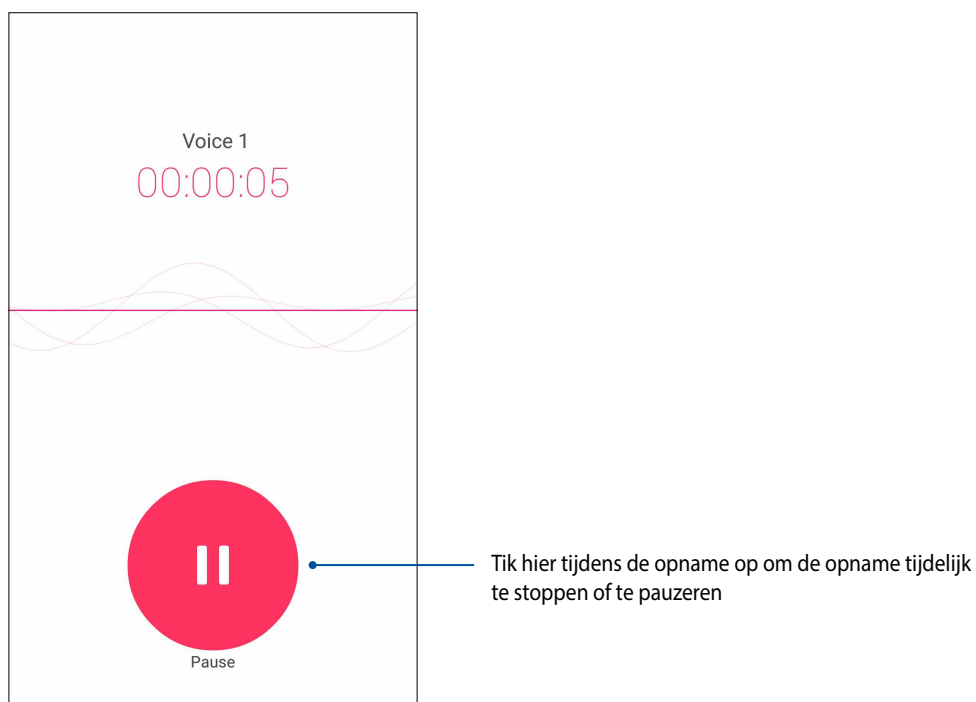 Voice 1
00:00:05
Tik hier tijdens de opname op om de opname tijdelijk
te stoppen of te pauzeren
Pause